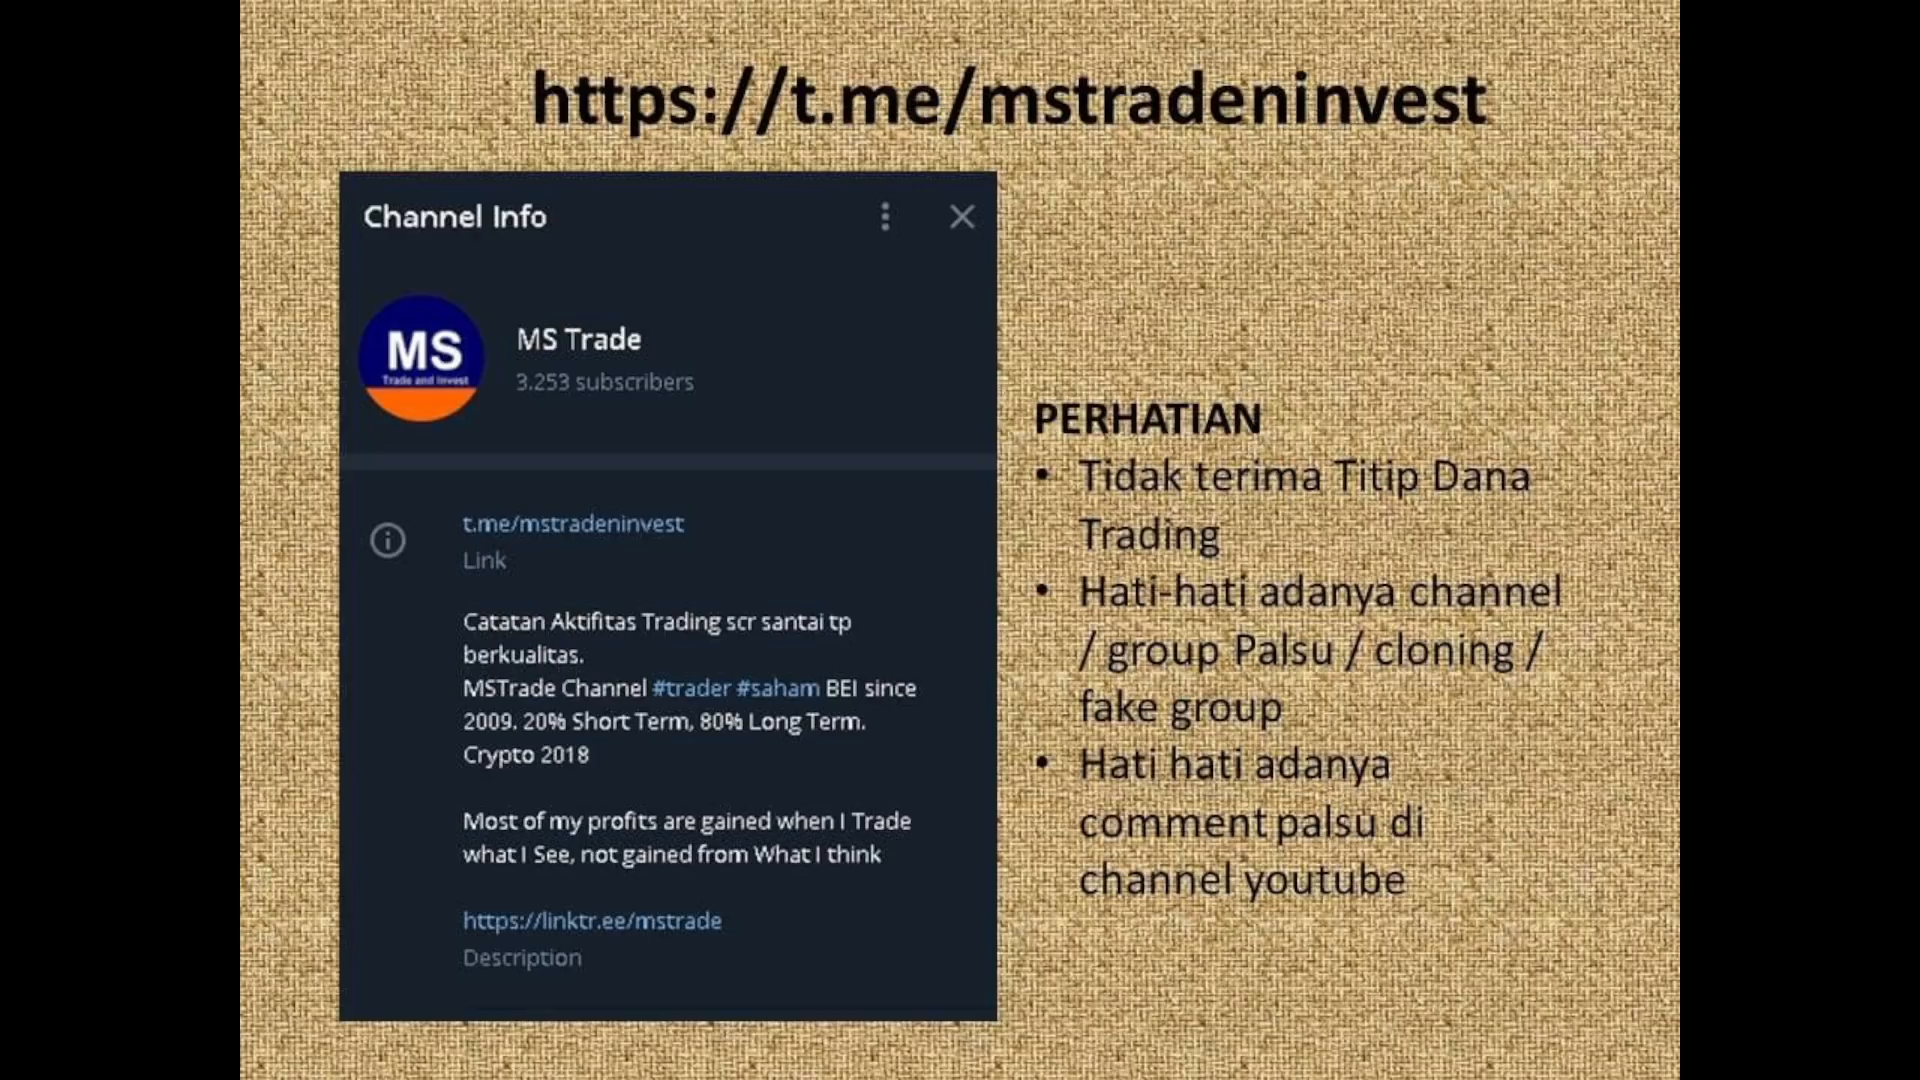 https://t.me/mstradeninvest
Channel Info
MS
Trade and Invest
MS Trade
3.253 subscribers
t.me/mstradeninvest
Link
Catatan Aktifitas Trading scr santai tp
berkualitas.
MSTrade Channel #trader #saham BEI since
2009. 20% Short Term, 80% Long Term.
Crypto 2018
Most of my profits are gained when I Trade
what I See, not gained from What I think
https://linktr.ee/mstrade
Description
PERHATIAN
• Tidak terima Titip Dana
Trading
• Hati-hati adanya channel
/ group Palsu / cloning /
fake group
• Hati hati adanya
comment palsu di
channel youtube